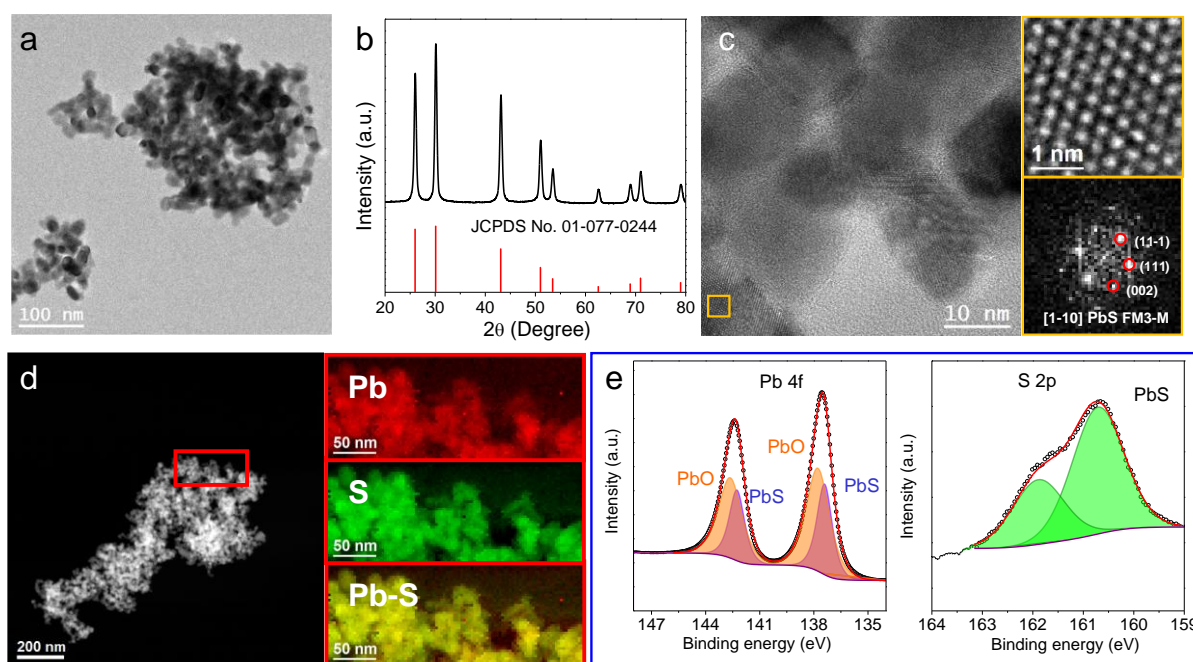 a
100 nm
b
Intensity (a.u.)
JCPDS No. 01-077-0244
20 30 40 50 60 70 80
2θ (Degree)
c
10 nm
1 nm
(11-1)
(111)
(002)
[1-10] PbS FM3-M
d
200 nm
Pb
50 nm
S
50 nm
Pb-S
50 nm
e
Pb 4f
PbO
PbO
PbS
PbS
Intensity (a.u.)
147 144 141 138 135
Binding energy (eV)
S 2p
PbS
Intensity (a.u.)
164 163 162 161 160 159
Binding energy (eV)